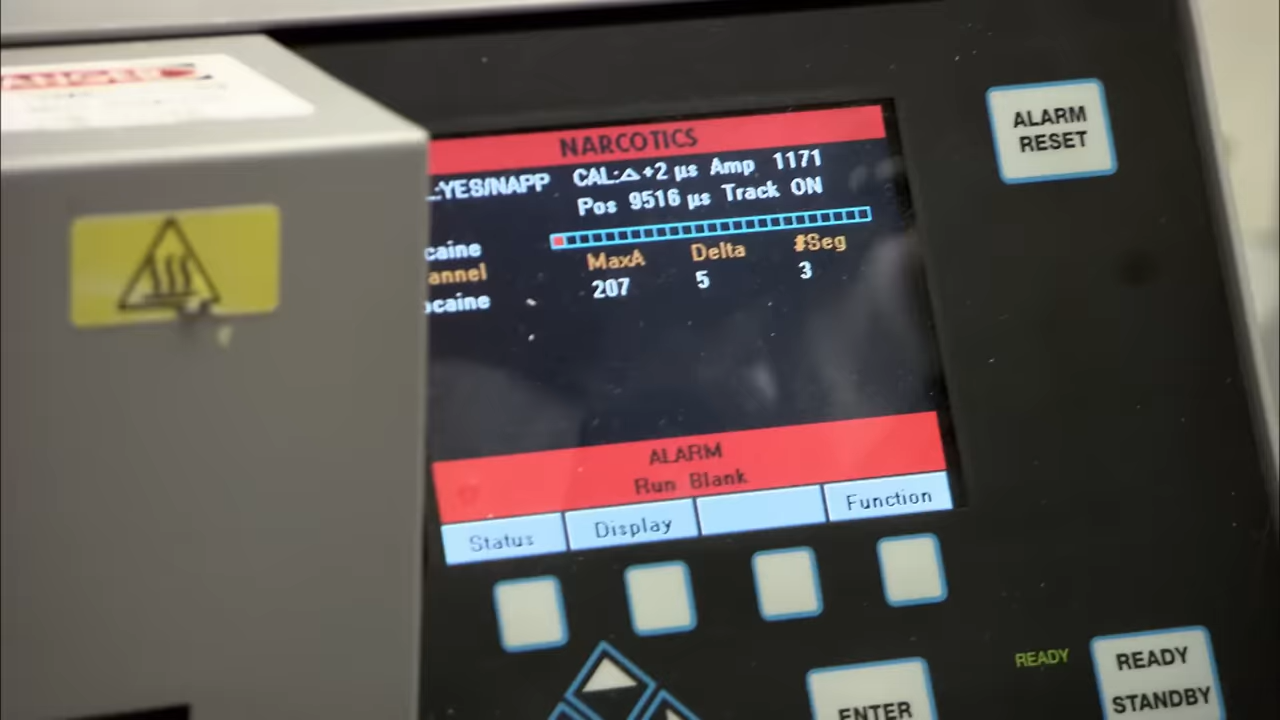 NARCOTICS
:YES/NAPP CAL:△+2 µs Amp 1171
Pos 9516 µs Track ON
caine
annel MaxA Delta #Seg
ocaine 207 5 3
ALARM
Run Blank
Status Display Function
ALARM
RESET
READY
READY
STANDBY
ENTER